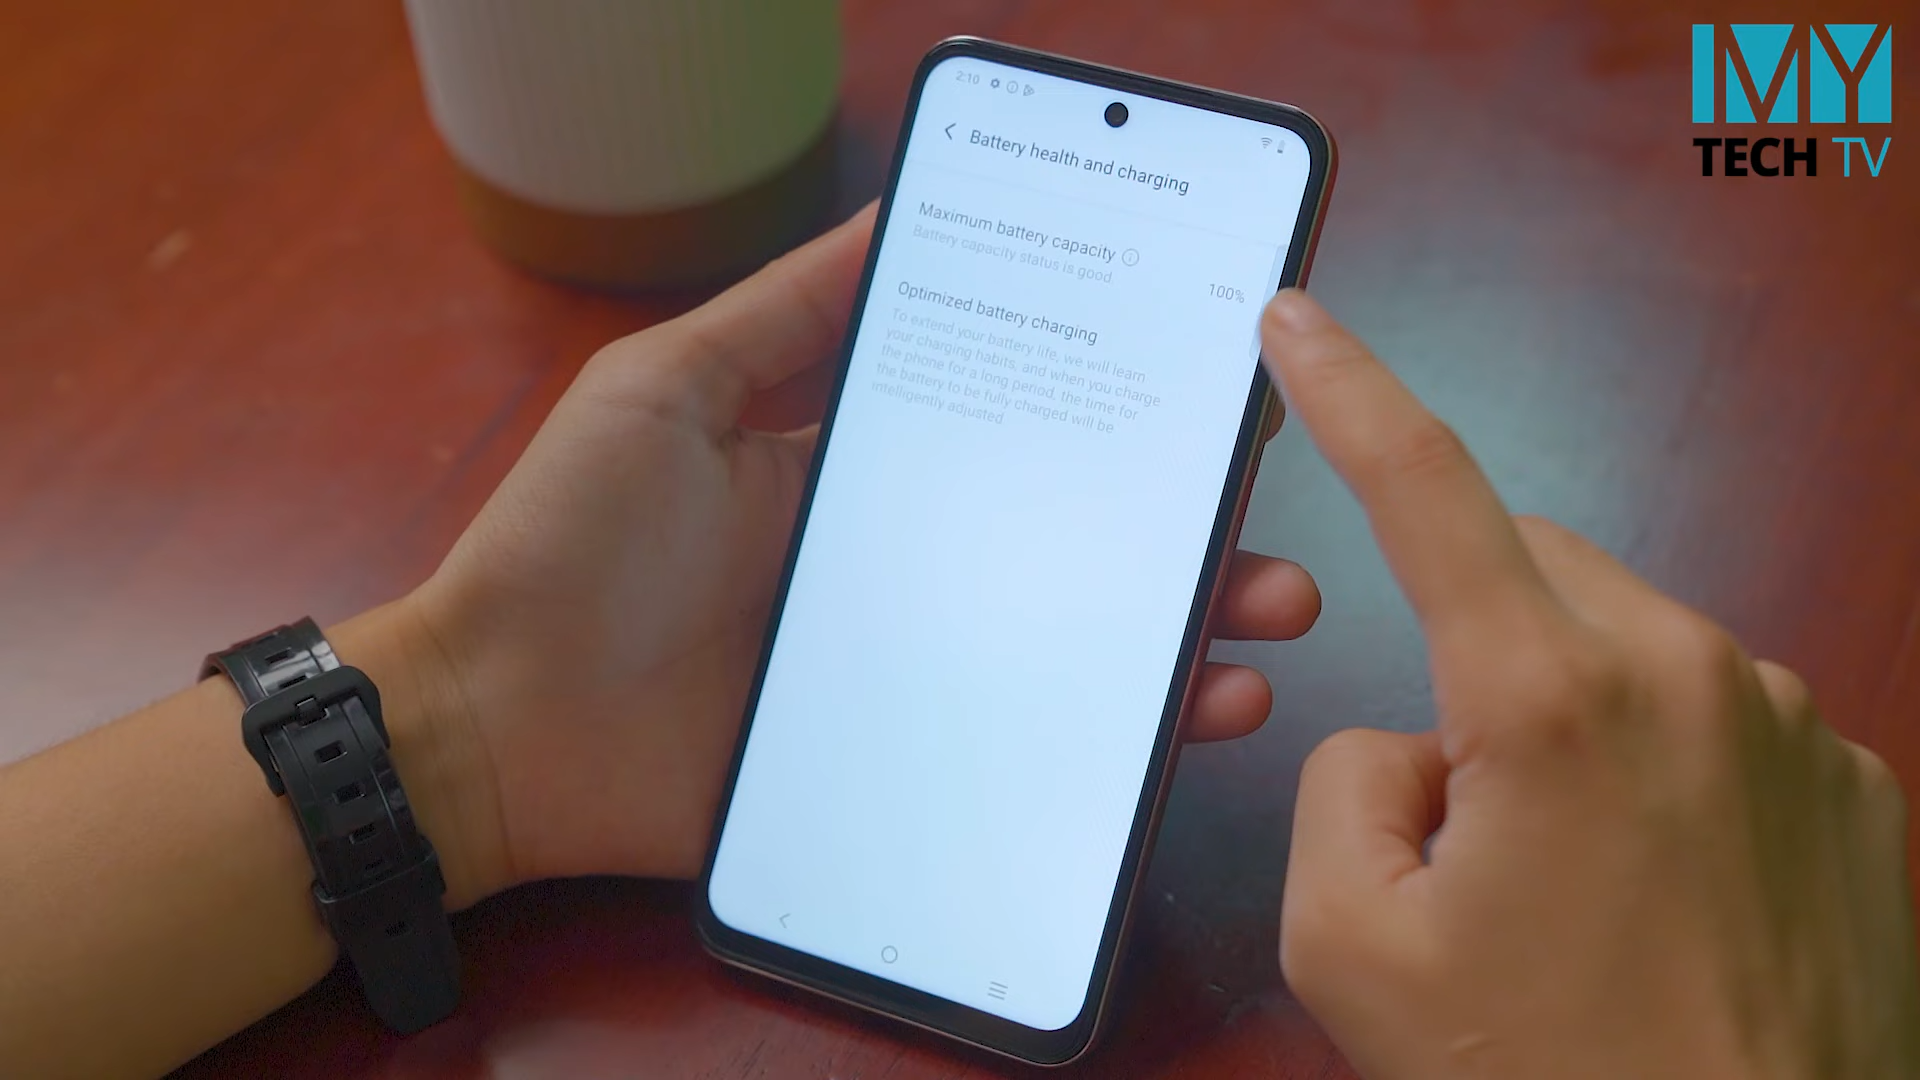 IVY
TECH TV
2:10
Battery health and charging
Maximum battery capacity
Battery capacity status is good.
100%
Optimized battery charging
To extend your battery life, we will learn
your charging habits, and when you charge
the phone for a long period, the time for
the battery to be fully charged will be
intelligently adjusted.